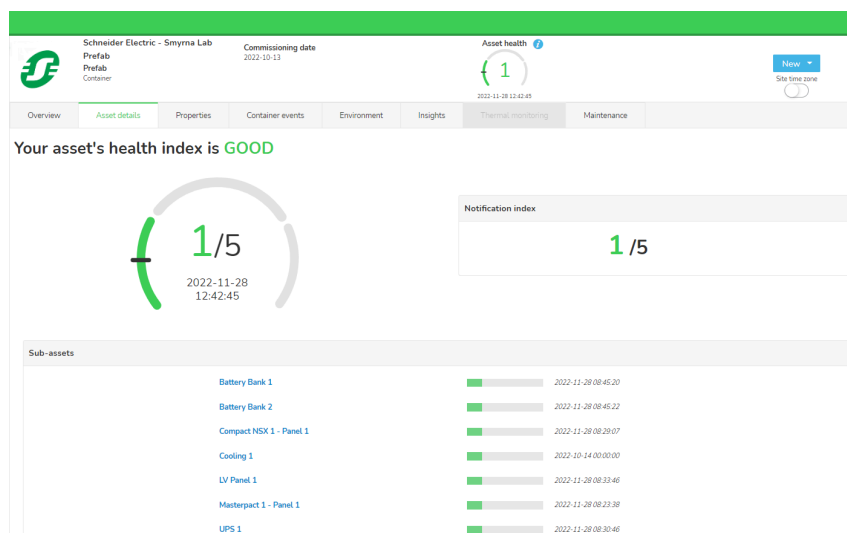 Schneider Electric - Smyrna Lab
Prefab
Prefab
Container
Commissioning date
2022-10-13
Asset health i
1
2022-11-28 12:42:45
New
Site time zone
Overview Asset details Properties Container events Environment Insights Thermal monitoring Maintenance
Your asset's health index is GOOD
1/5
2022-11-28
12:42:45
Notification index
1 /5
Sub-assets
Battery Bank 1 2022-11-28 08:45:20
Battery Bank 2 2022-11-28 08:45:22
Compact NSX 1 - Panel 1 2022-11-28 08:29:07
Cooling 1 2022-10-14 00:00:00
LV Panel 1 2022-11-28 08:33:46
Masterpact 1 - Panel 1 2022-11-28 08:23:38
UPS 1 2022-11-28 08:30:46